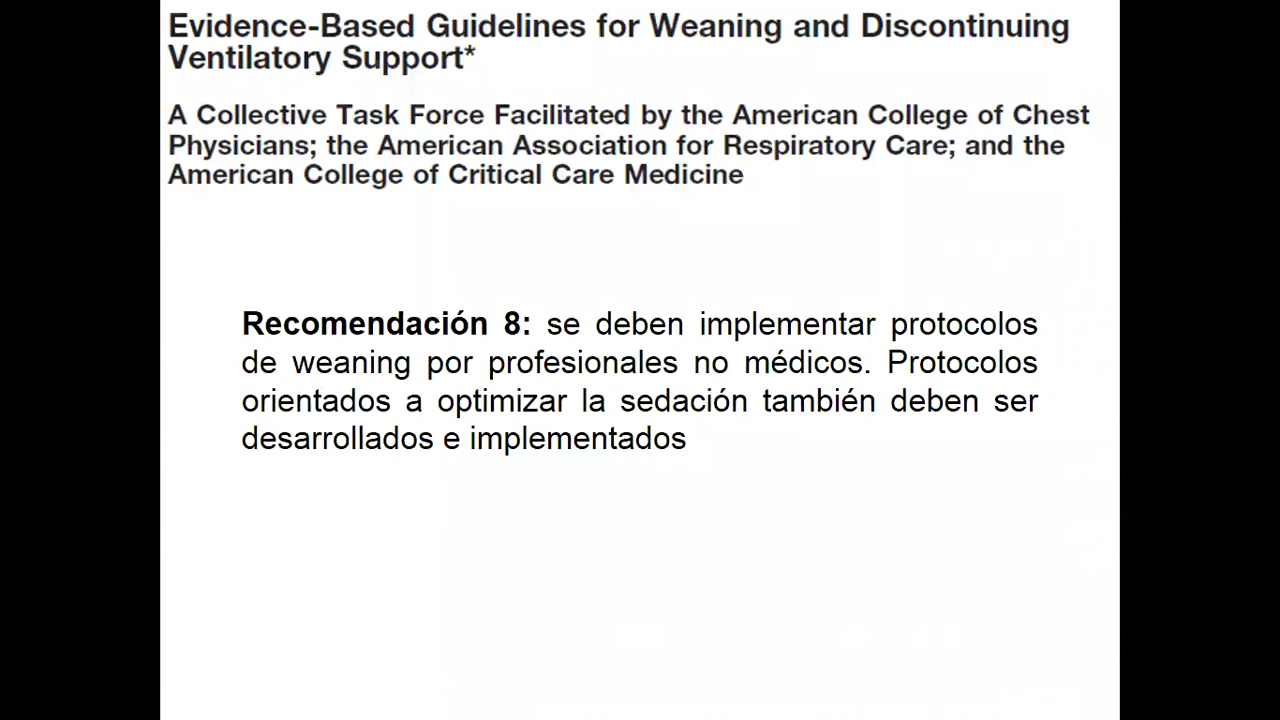 Evidence-Based Guidelines for Weaning and Discontinuing
Ventilatory Support*
A Collective Task Force Facilitated by the American College of Chest
Physicians; the American Association for Respiratory Care; and the
American College of Critical Care Medicine
Recomendación 8: se deben implementar protocolos
de weaning por profesionales no médicos. Protocolos
orientados a optimizar la sedación también deben ser
desarrollados e implementados